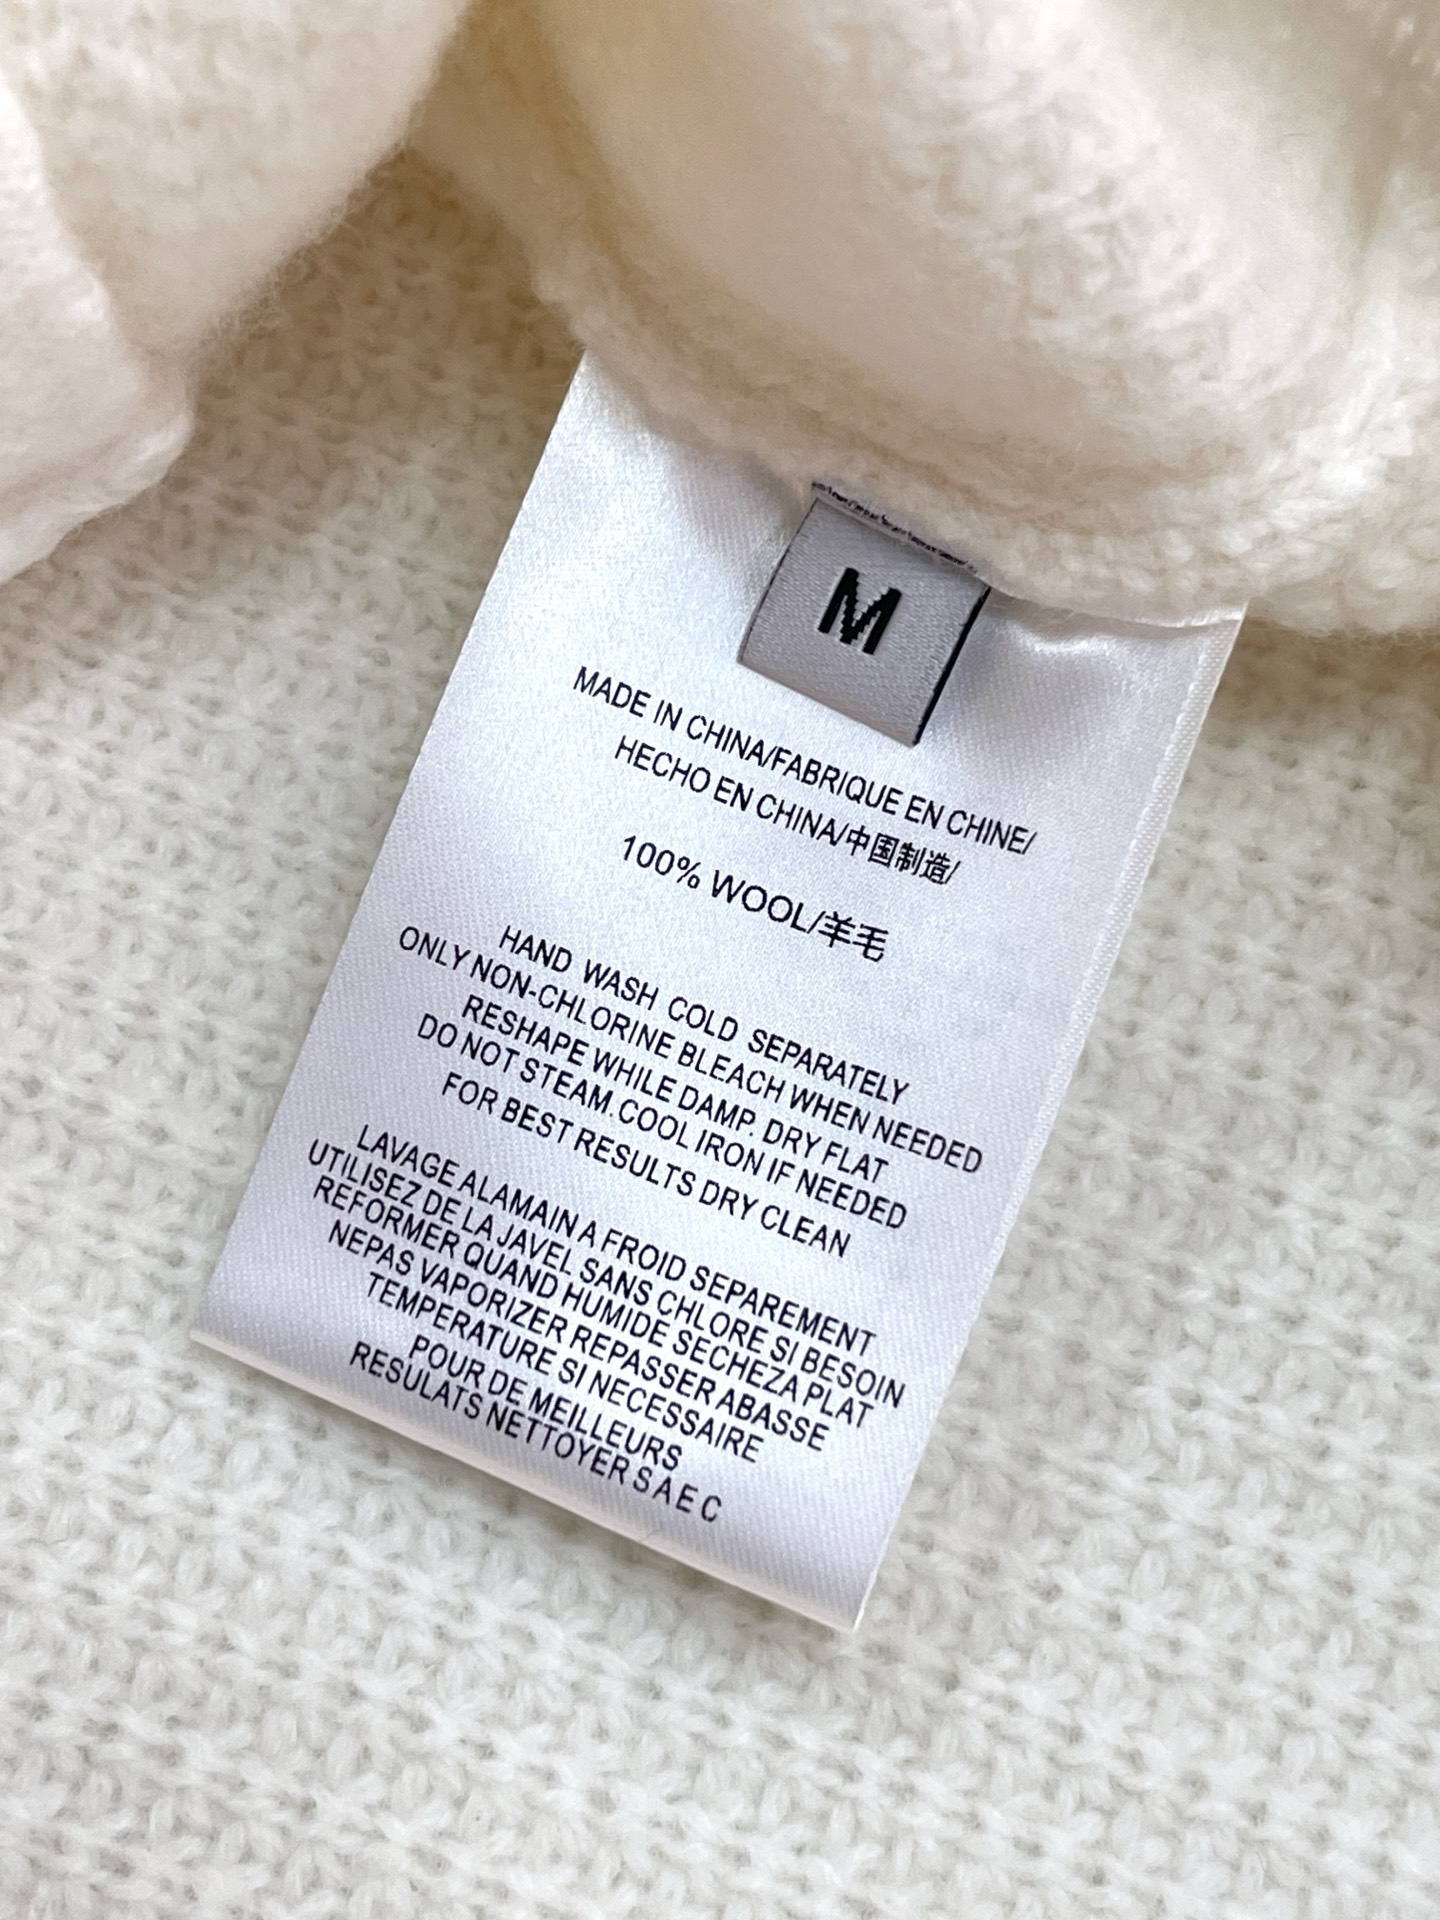 M
MADE IN CHINA/FABRIQUE EN CHINE/
HECHO EN CHINA/中国制造/
100% WOOL/羊毛
HAND WASH COLD SEPARATELY
ONLY NON-CHLORINE BLEACH WHEN NEEDED
RESHAPE WHILE DAMP. DRY FLAT
DO NOT STEAM.COOL IRON IF NEEDED
FOR BEST RESULTS DRY CLEAN
LAVAGE ALAMAIN A FROID SEPAREMENT
UTILISEZ DE LA JAVEL SANS CHLORE SI BESOIN
REFORMER QUAND HUMIDE SECHEZA PLAT
NEPAS VAPORIZER REPASSER ABASSE
TEMPERATURE SI NECESSAIRE
POUR DE MEILLEURS
RESULATS NETTOYER S A E C